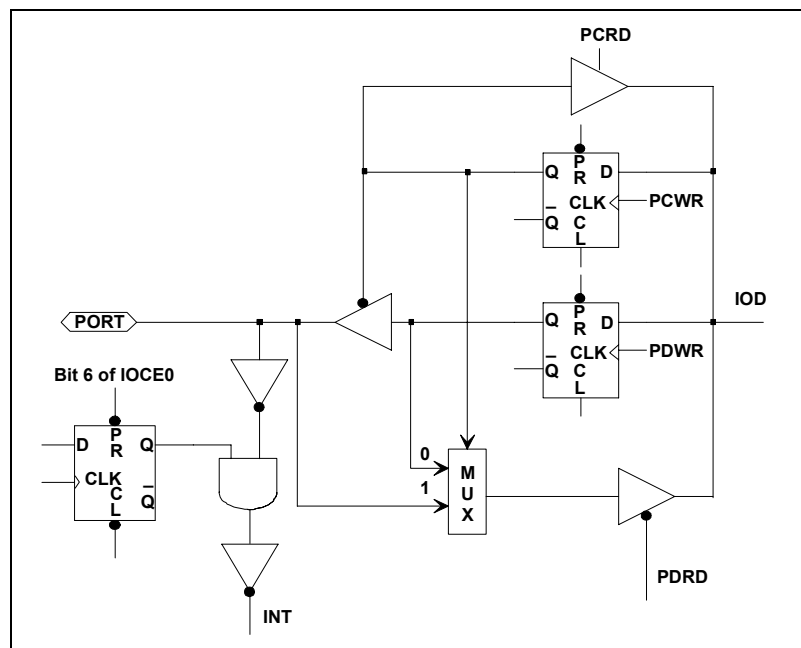 PCRD
P
R
Q
D
CLK
PCWR
Q
C
L
IOD
PORT
P
R
Q
D
CLK
PDWR
Q
C
L
Bit 6 of IOCE0
P
R
D
Q
CLK
C
L
Q
0
1
M
U
X
PDRD
INT